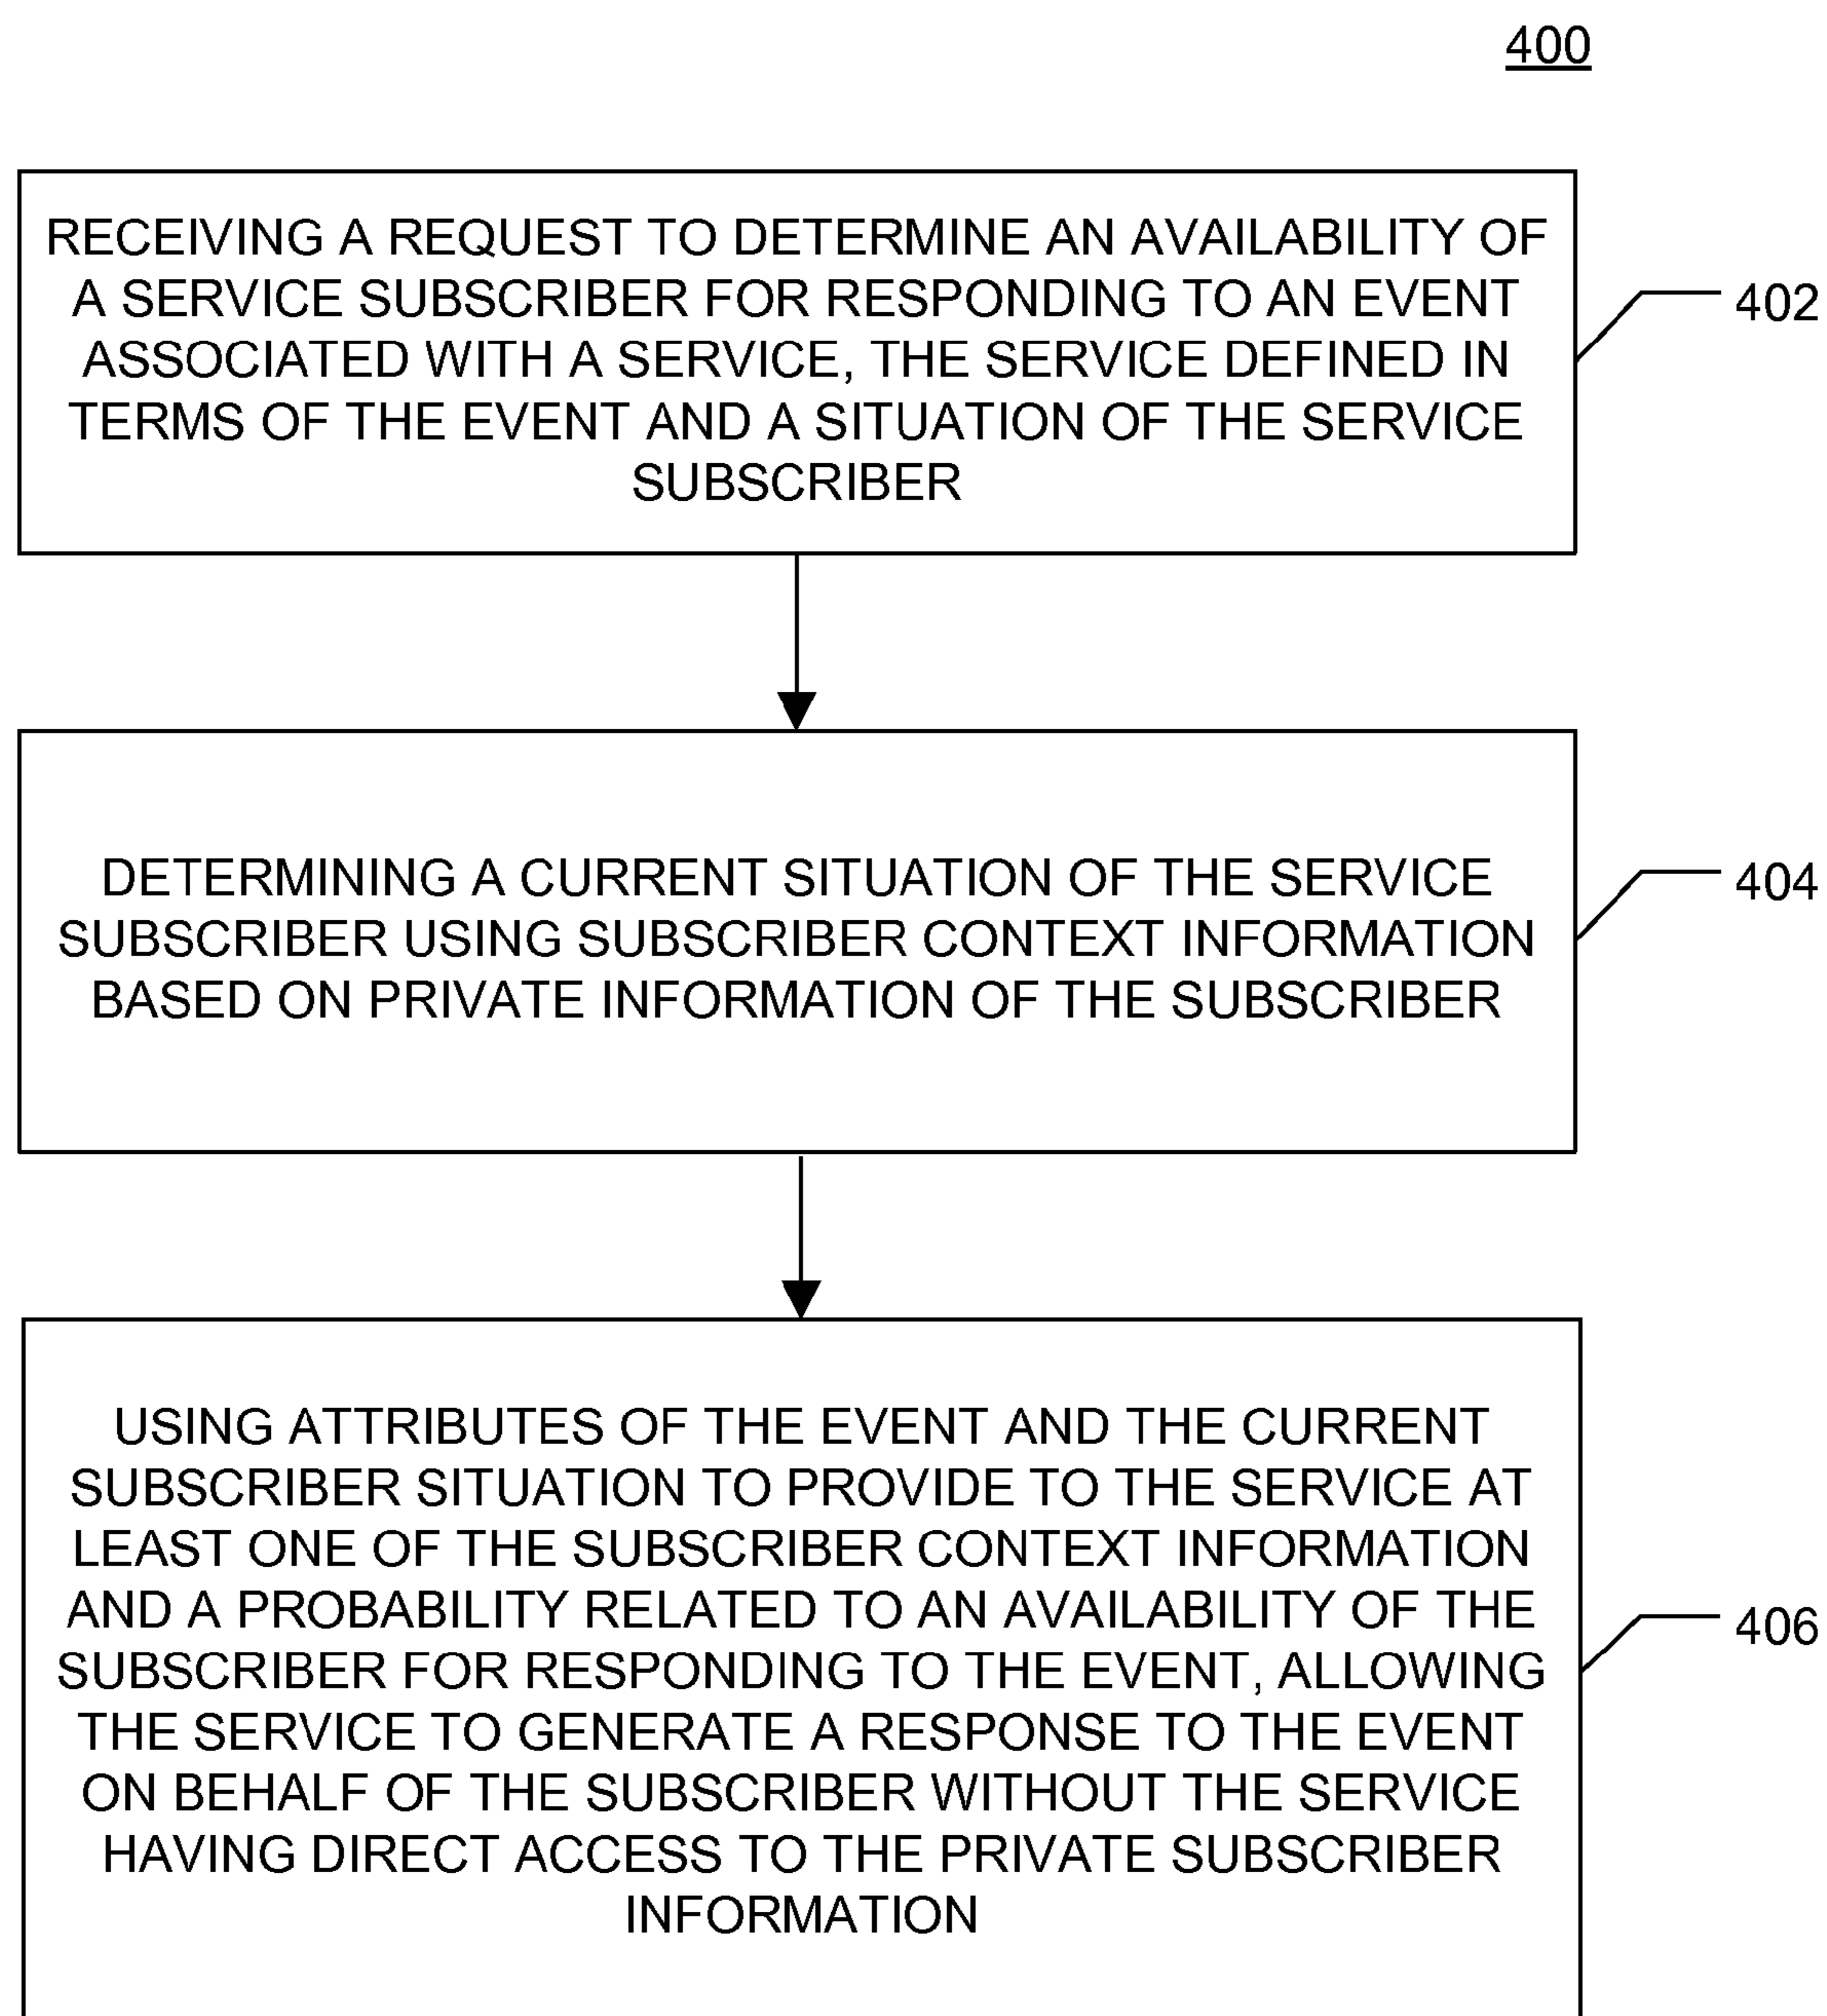 400
RECEIVING A REQUEST TO DETERMINE AN AVAILABILITY OF
A SERVICE SUBSCRIBER FOR RESPONDING TO AN EVENT
ASSOCIATED WITH A SERVICE, THE SERVICE DEFINED IN
TERMS OF THE EVENT AND A SITUATION OF THE SERVICE
SUBSCRIBER
402
DETERMINING A CURRENT SITUATION OF THE SERVICE
SUBSCRIBER USING SUBSCRIBER CONTEXT INFORMATION
BASED ON PRIVATE INFORMATION OF THE SUBSCRIBER
404
USING ATTRIBUTES OF THE EVENT AND THE CURRENT
SUBSCRIBER SITUATION TO PROVIDE TO THE SERVICE AT
LEAST ONE OF THE SUBSCRIBER CONTEXT INFORMATION
AND A PROBABILITY RELATED TO AN AVAILABILITY OF THE
SUBSCRIBER FOR RESPONDING TO THE EVENT, ALLOWING
THE SERVICE TO GENERATE A RESPONSE TO THE EVENT
ON BEHALF OF THE SUBSCRIBER WITHOUT THE SERVICE
HAVING DIRECT ACCESS TO THE PRIVATE SUBSCRIBER
INFORMATION
406